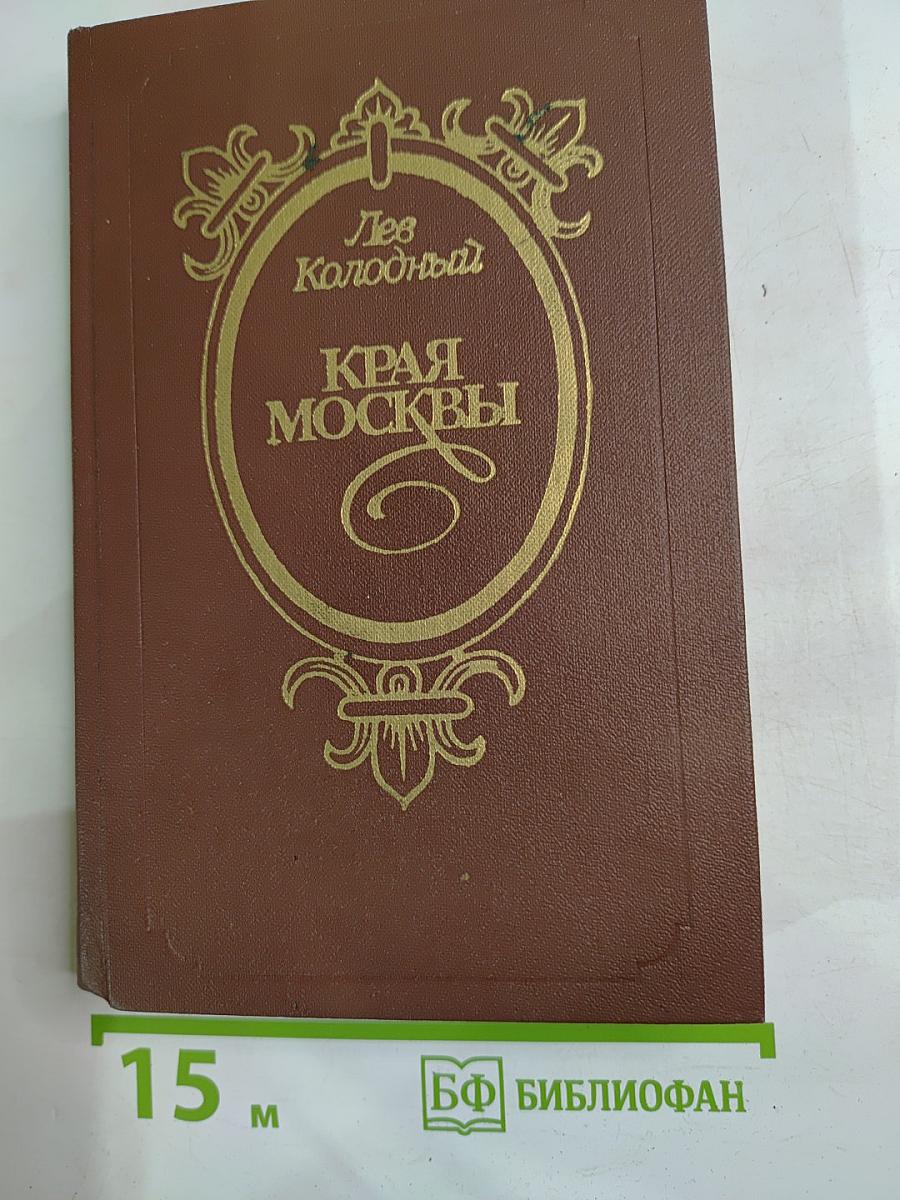 Лев
Колодный
КРАЯ
МОСКВЫ
15 м
БФ БИБЛИОФАН